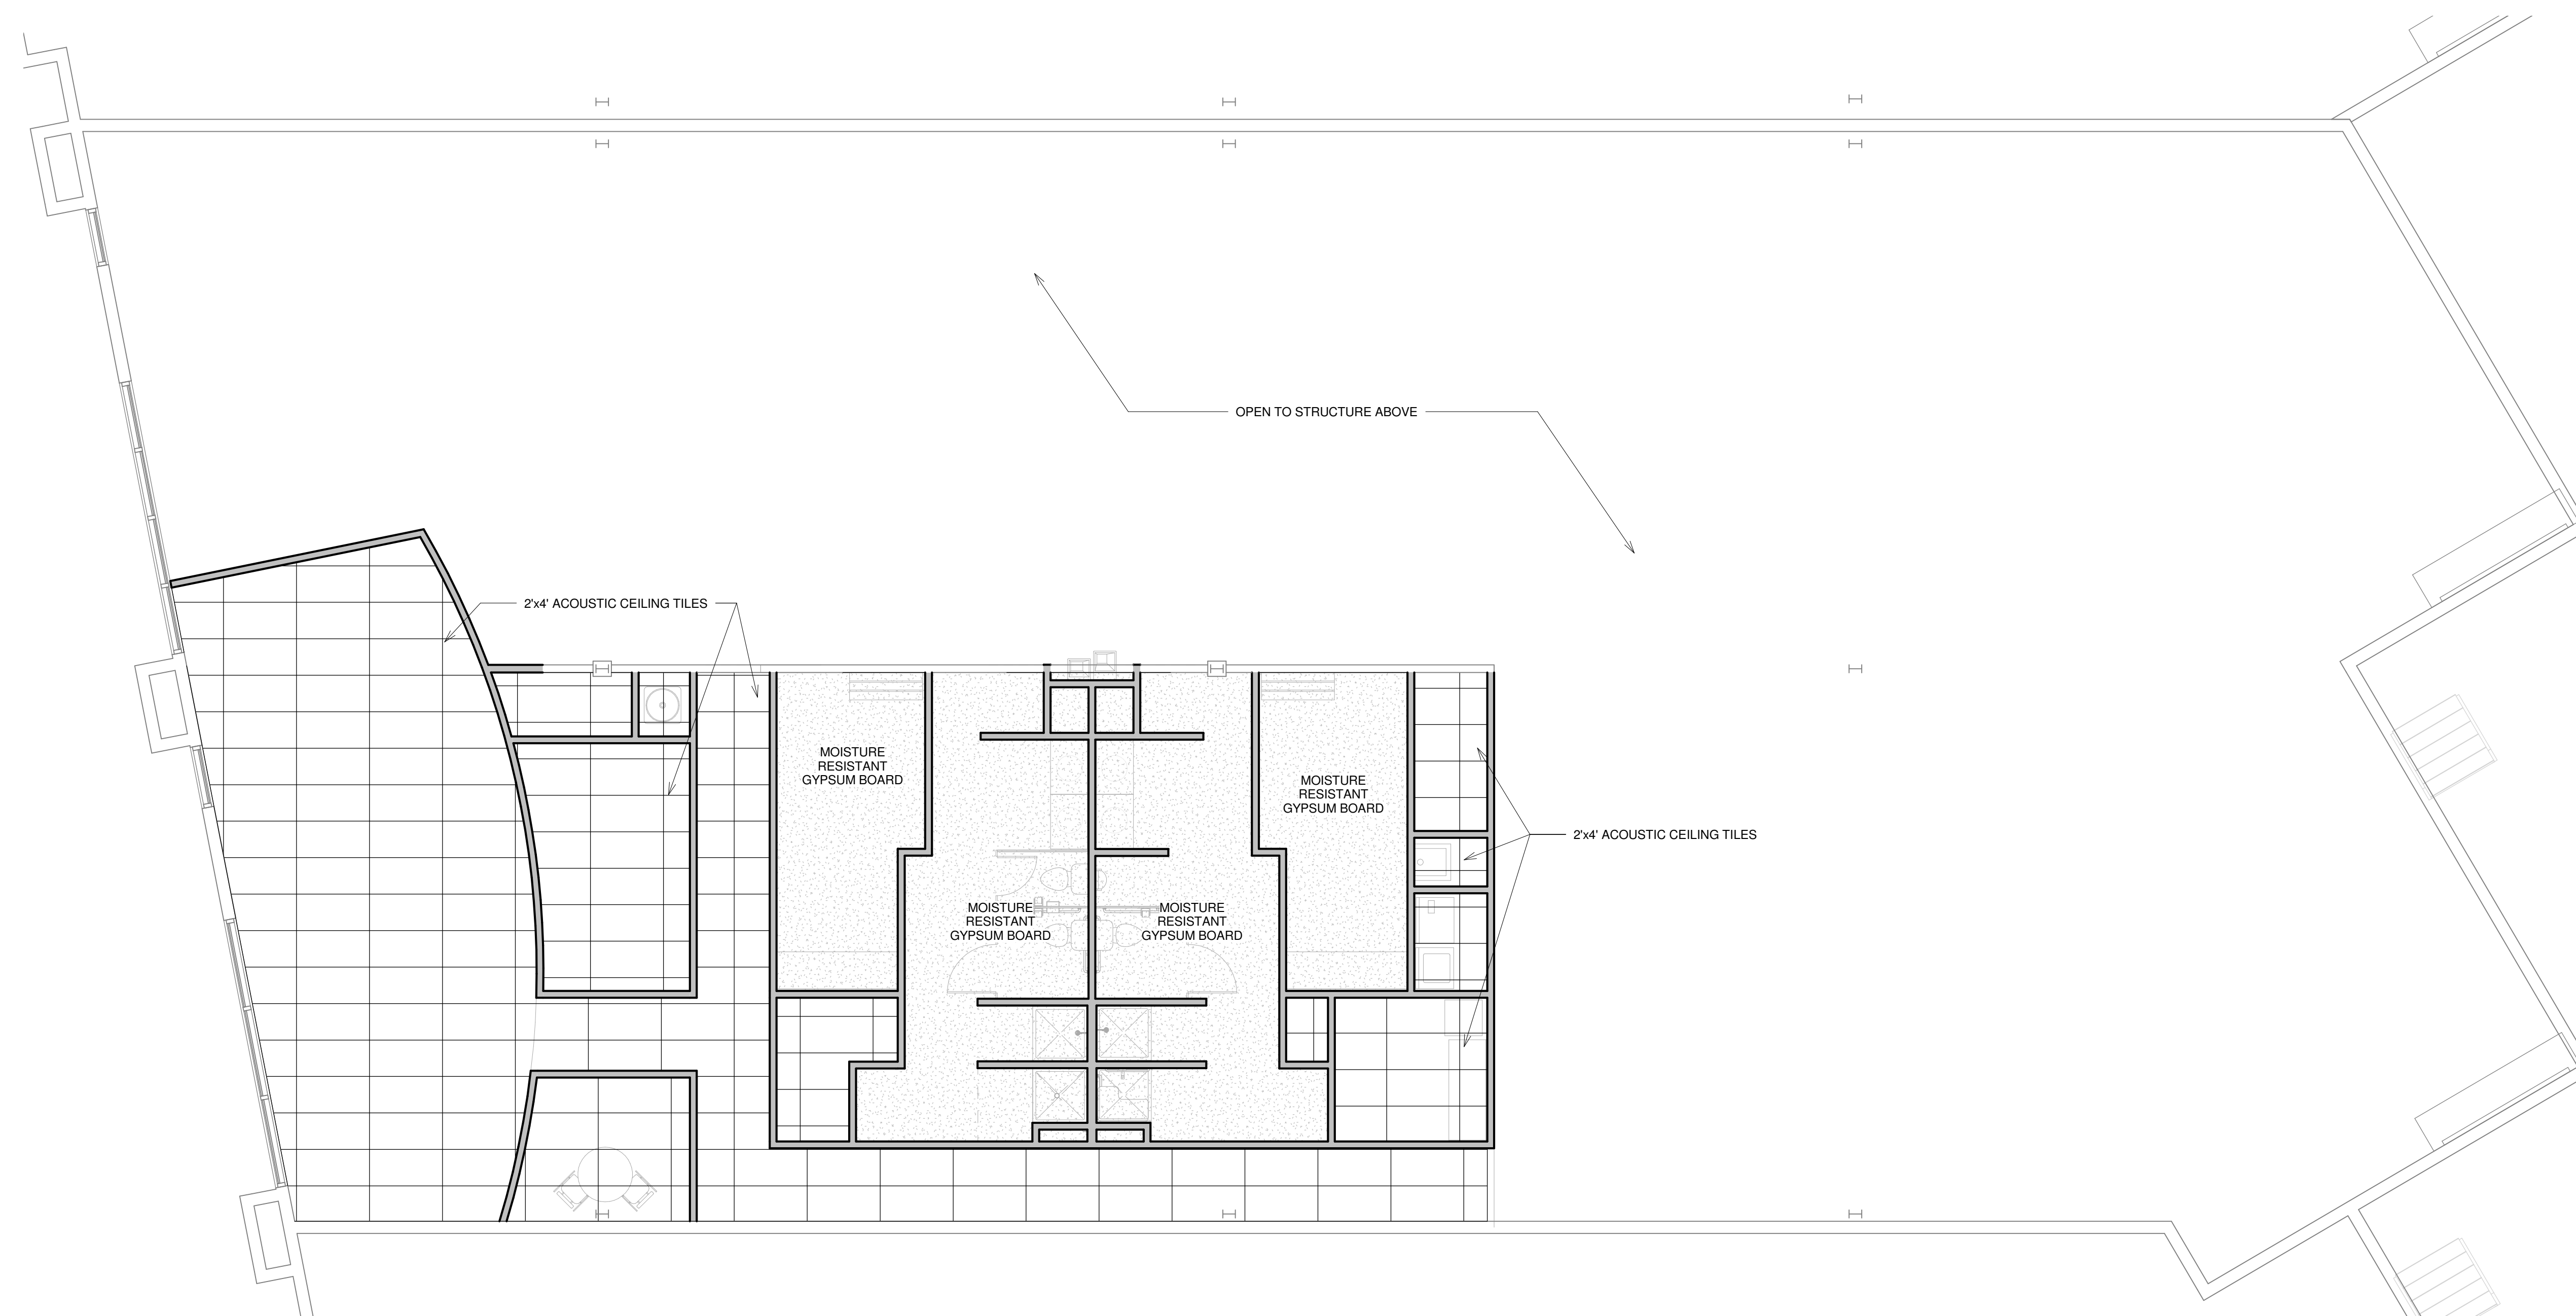 OPEN TO STRUCTURE ABOVE
2'x4' ACOUSTIC CEILING TILES
MOISTURE
RESISTANT
GYPSUM BOARD
MOISTURE
RESISTANT
GYPSUM BOARD
2'x4' ACOUSTIC CEILING TILES
MOISTURE
RESISTANT
GYPSUM BOARD
MOISTURE
RESISTANT
GYPSUM BOARD